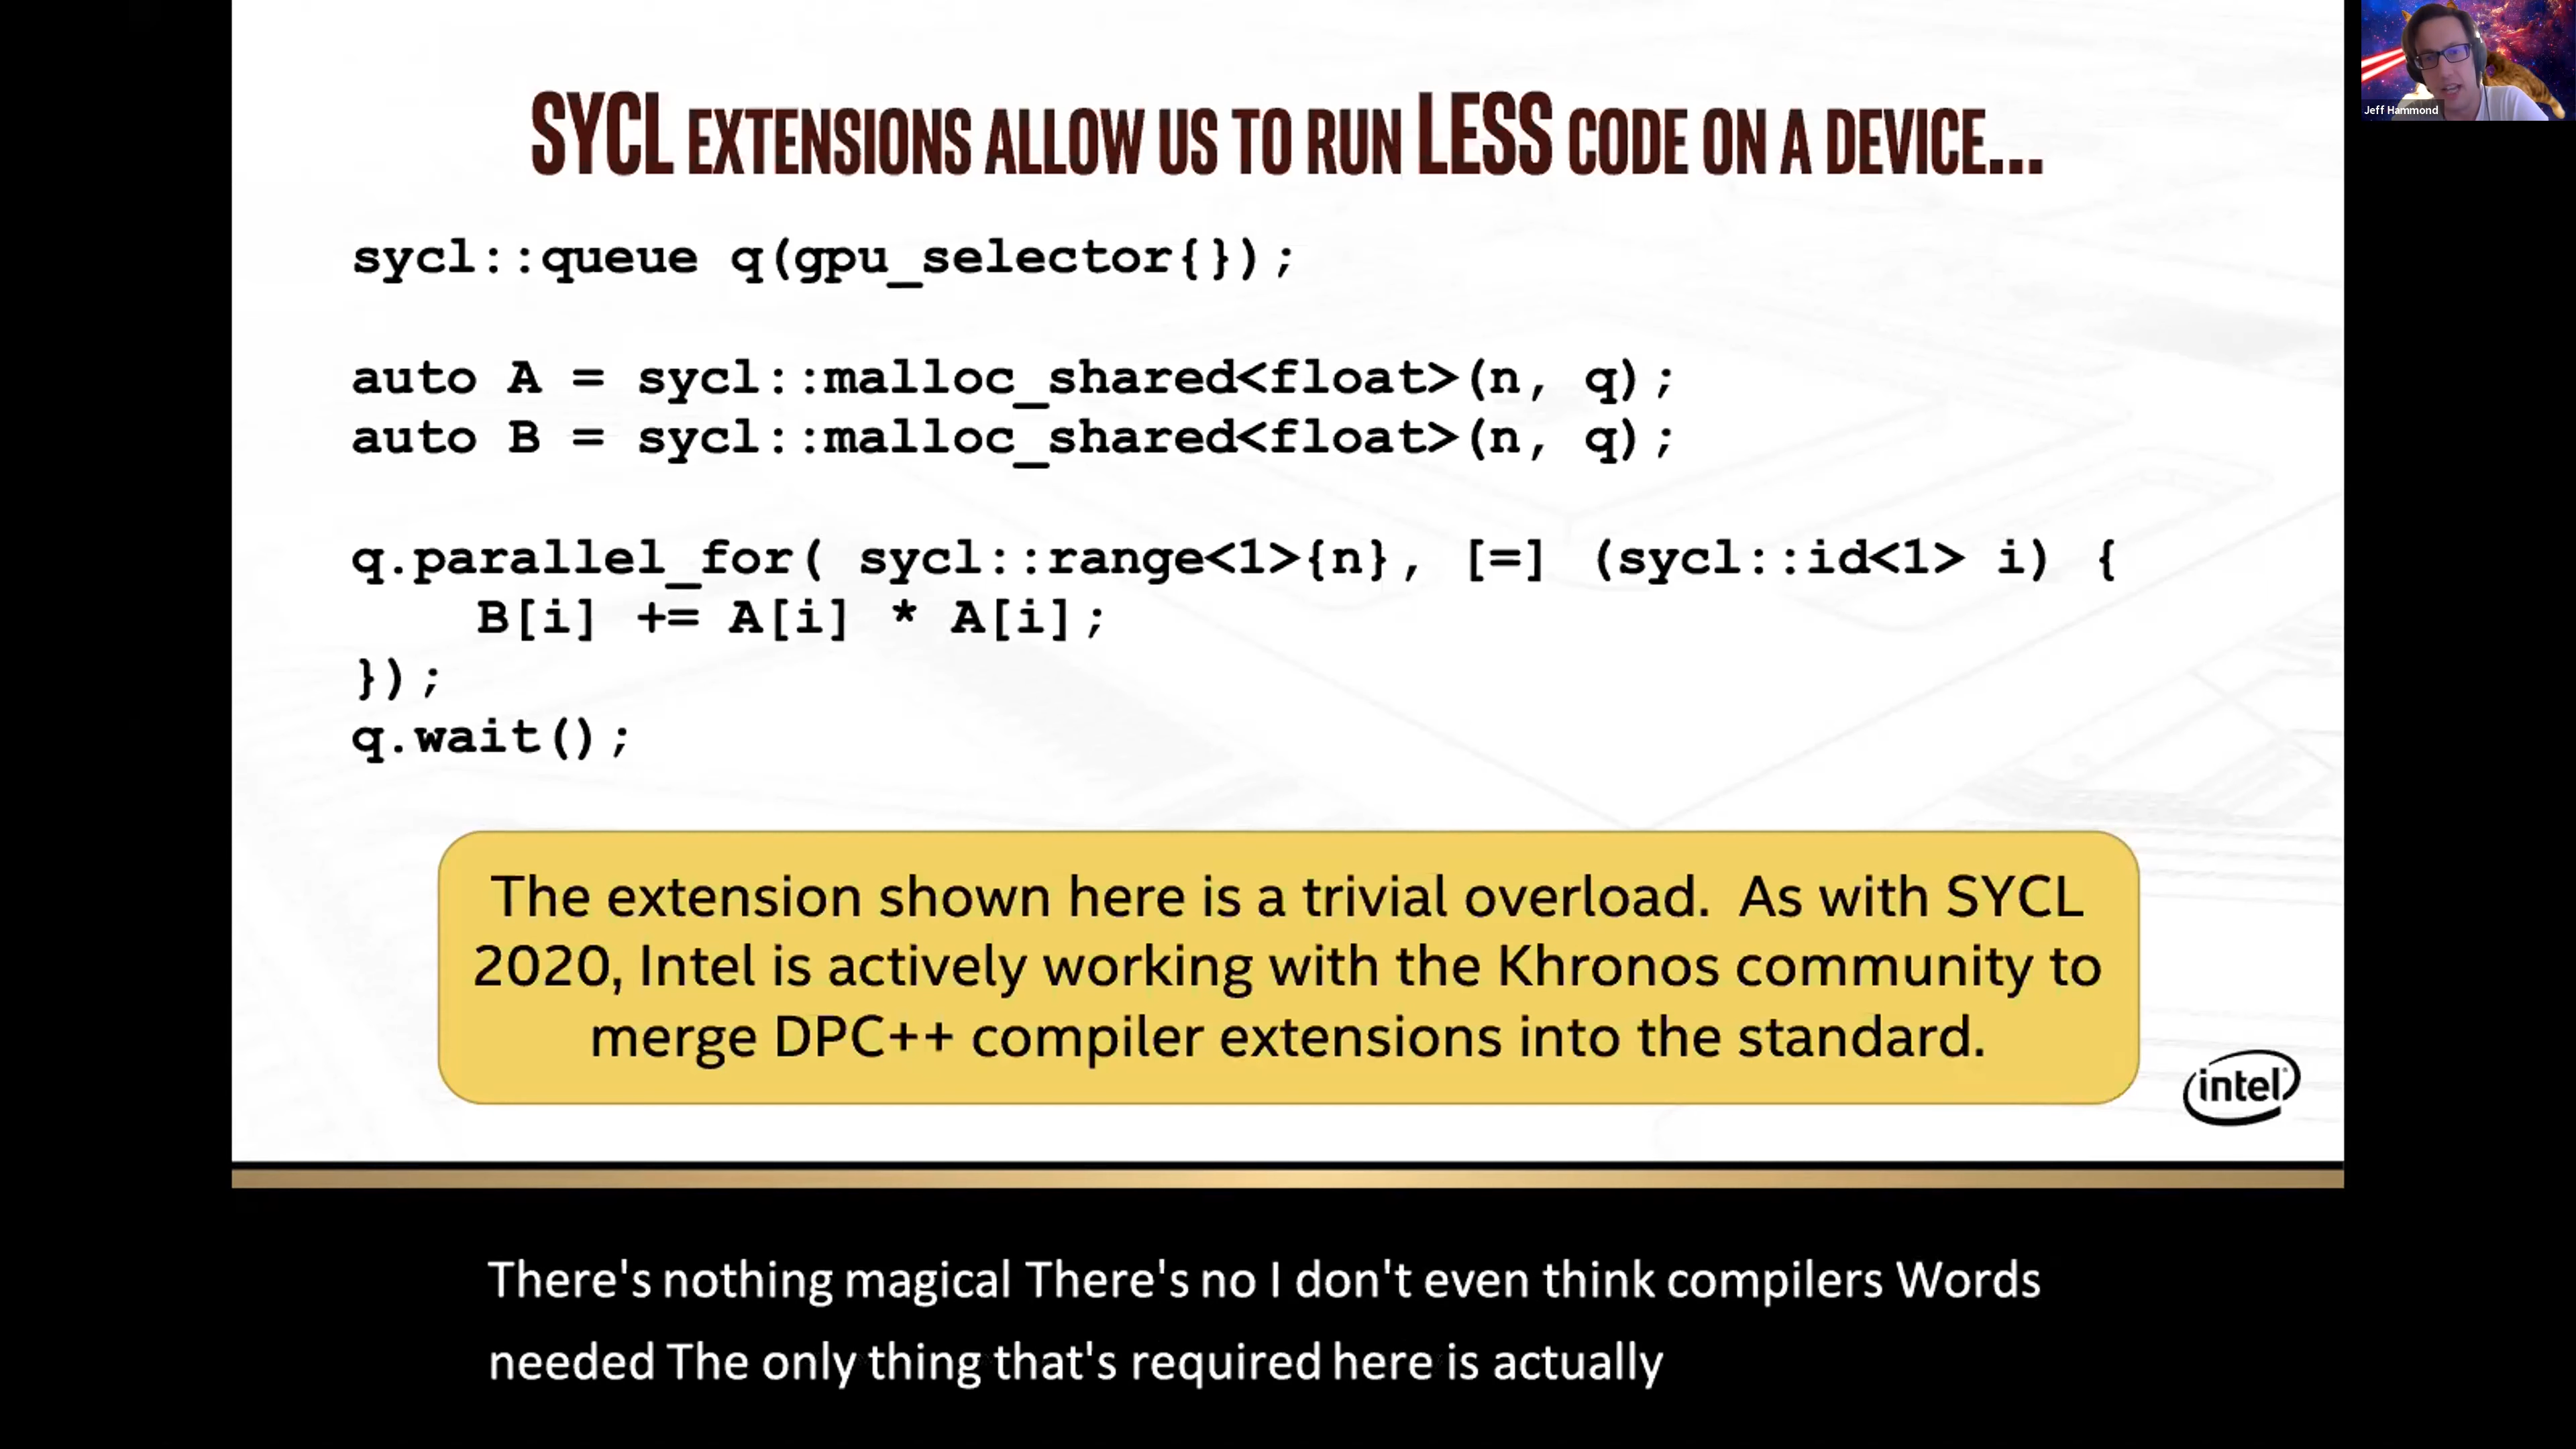 SYCL EXTENSIONS ALLOW US TO RUN LESS CODE ON A DEVICE...
Jeff Hammond
sycl::queue q(gpu_selector{});
auto A = sycl::malloc_shared<float>(n, q);
auto B = sycl::malloc_shared<float>(n, q);
q.parallel_for( sycl::range<1>{n}, [=] (sycl::id<1> i) {
B[i] += A[i] * A[i];
});
q.wait();
The extension shown here is a trivial overload. As with SYCL
2020, Intel is actively working with the Khronos community to
merge DPC++ compiler extensions into the standard.
intel
There's nothing magical There's no I don't even think compilers Words
needed The only thing that's required here is actually